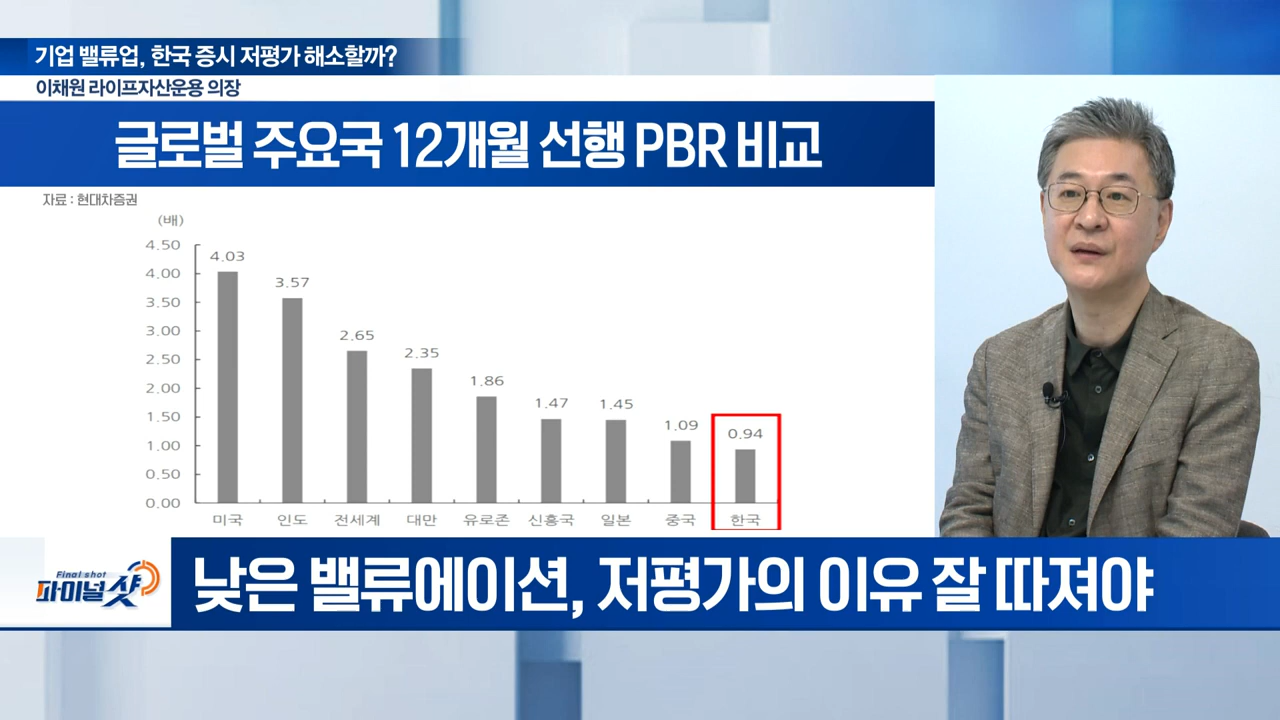 기업 밸류업, 한국 증시 저평가 해소할까?
이채원 라이프자산운용 의장
글로벌 주요국 12개월 선행 PBR 비교
자료 : 현대차증권
(배)
4.50
4.00
3.50
3.00
2.50
2.00
1.50
1.00
0.50
0.00
4.03
3.57
2.65
2.35
1.86
1.47
1.45
1.09
0.94
미국 인도 전세계 대만 유로존 신흥국 일본 중국 한국
Final shot
파이널샷
낮은 밸류에이션, 저평가의 이유 잘 따져야